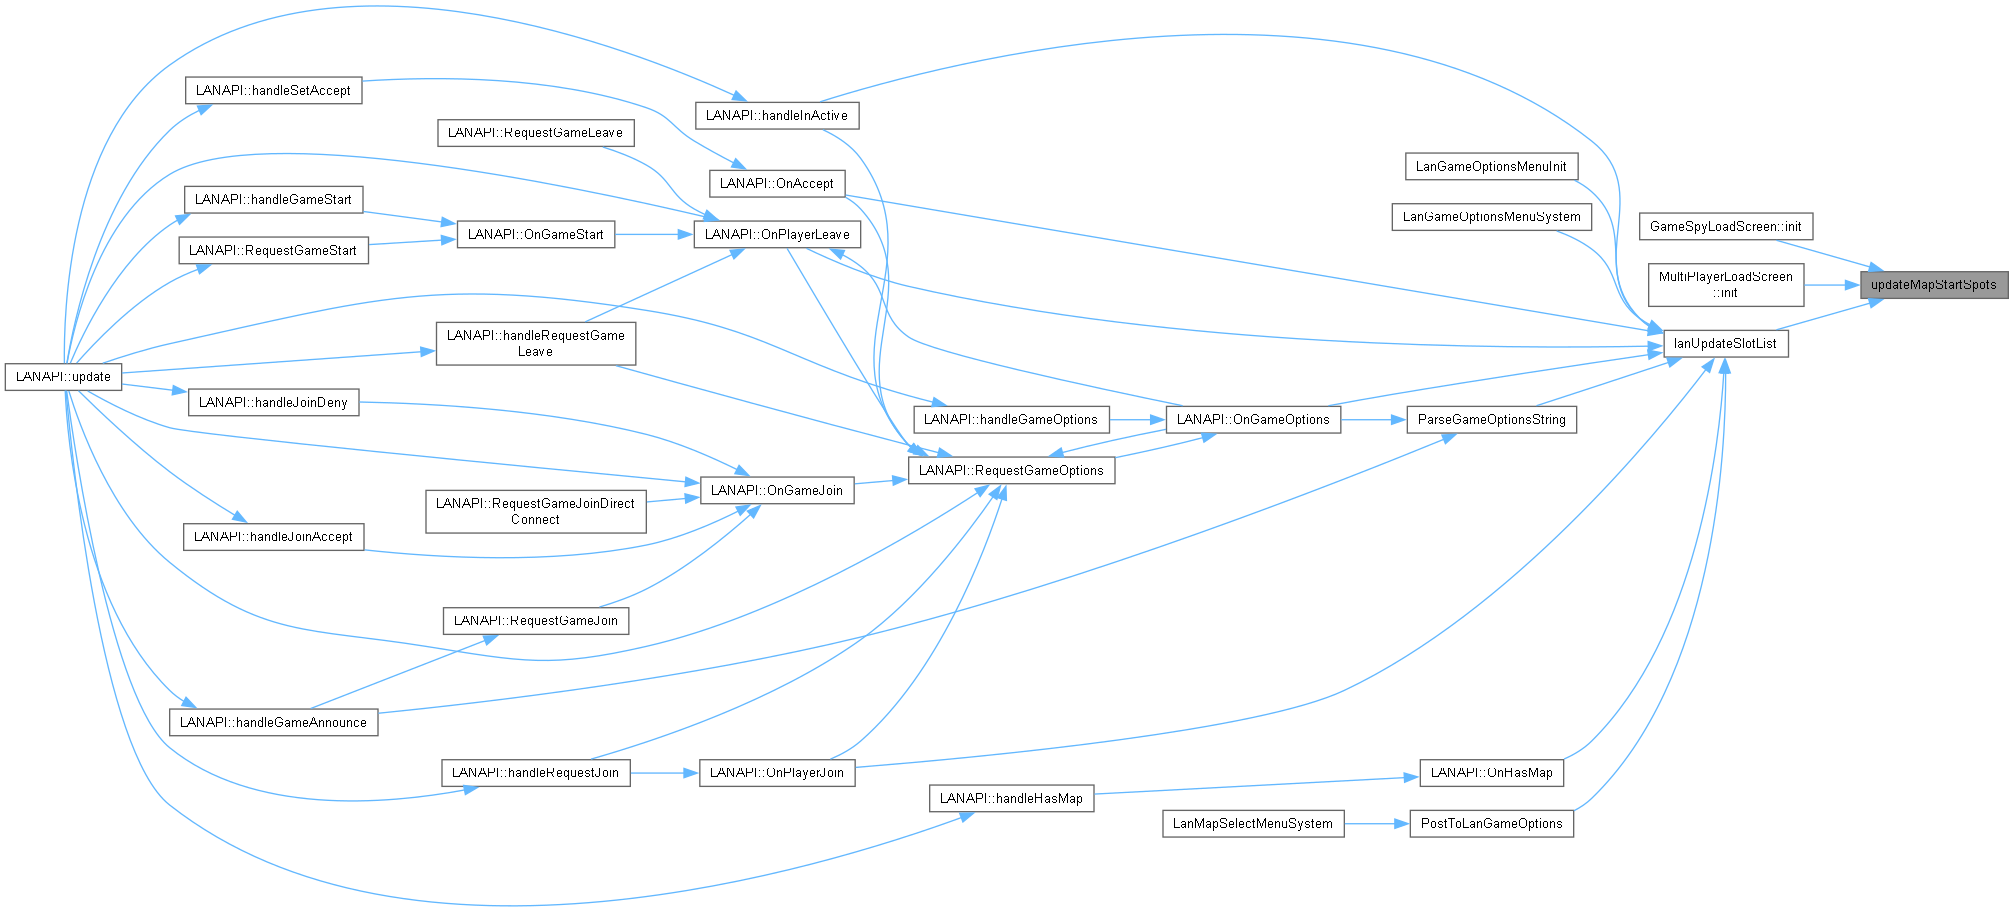 LANAPI::handleSetAccept
LANAPI::handleInActive
LANAPI::RequestGameLeave
LanGameOptionsMenuInit
LANAPI::OnAccept
LANAPI::handleGameStart
LanGameOptionsMenuSystem
GameSpyLoadScreen::init
LANAPI::OnGameStart
LANAPI::OnPlayerLeave
LANAPI::RequestGameStart
MultiPlayerLoadScreen
::init
updateMapStartSpots
LANAPI::handleRequestGame
Leave
lanUpdateSlotList
LANAPI::update
LANAPI::handleJoinDeny
LANAPI::handleGameOptions
LANAPI::OnGameOptions
ParseGameOptionsString
LANAPI::RequestGameOptions
LANAPI::OnGameJoin
LANAPI::RequestGameJoinDirect
Connect
LANAPI::handleJoinAccept
LANAPI::RequestGameJoin
LANAPI::handleGameAnnounce
LANAPI::handleRequestJoin
LANAPI::OnPlayerJoin
LANAPI::OnHasMap
LANAPI::handleHasMap
LanMapSelectMenuSystem
PostToLanGameOptions